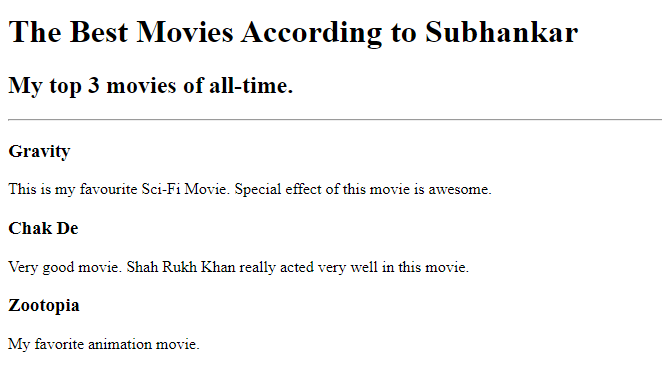 The Best Movies According to Subhankar
My top 3 movies of all-time.
Gravity
This is my favourite Sci-Fi Movie. Special effect of this movie is awesome.
Chak De
Very good movie. Shah Rukh Khan really acted very well in this movie.
Zootopia
My favorite animation movie.